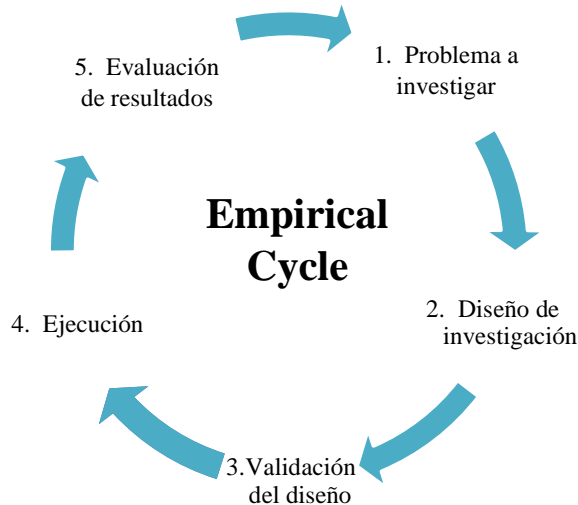 Empirical
Cycle
1. Problema a
investigar
2. Diseño de
investigación
3.Validación
del diseño
4. Ejecución
5. Evaluación
de resultados